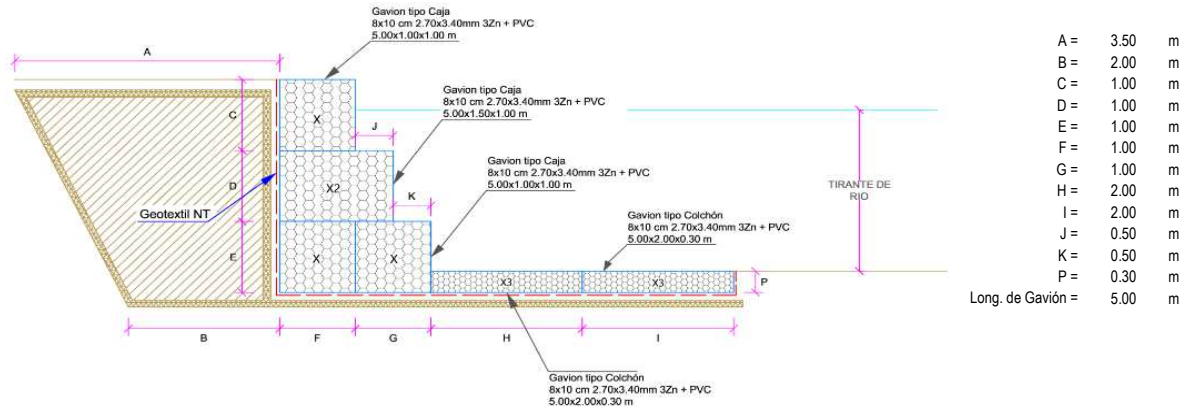 Gavion tipo Caja
8x10 cm 2.70x3.40mm 3Zn + PVC
5.00x1.00x1.00 m
A
Gavion tipo Caja
8x10 cm 2.70x3.40mm 3Zn + PVC
5.00x1.50x1.00 m
C
X
J
Gavion tipo Caja
8x10 cm 2.70x3.40mm 3Zn + PVC
5.00x1.00x1.00 m
D
X2
K
TIRANTE DE
RIO
Geotextil NT
Gavion tipo Colchón
8x10 cm 2.70x3.40mm 3Zn + PVC
5.00x2.00x0.30 m
E
X
X
X3
X3
P
B
F
G
H
I
Gavion tipo Colchón
8x10 cm 2.70x3.40mm 3Zn + PVC
5.00x2.00x0.30 m
A = 3.50 m
B = 2.00 m
C = 1.00 m
D = 1.00 m
E = 1.00 m
F = 1.00 m
G = 1.00 m
H = 2.00 m
I = 2.00 m
J = 0.50 m
K = 0.50 m
P = 0.30 m
Long. de Gavión = 5.00 m